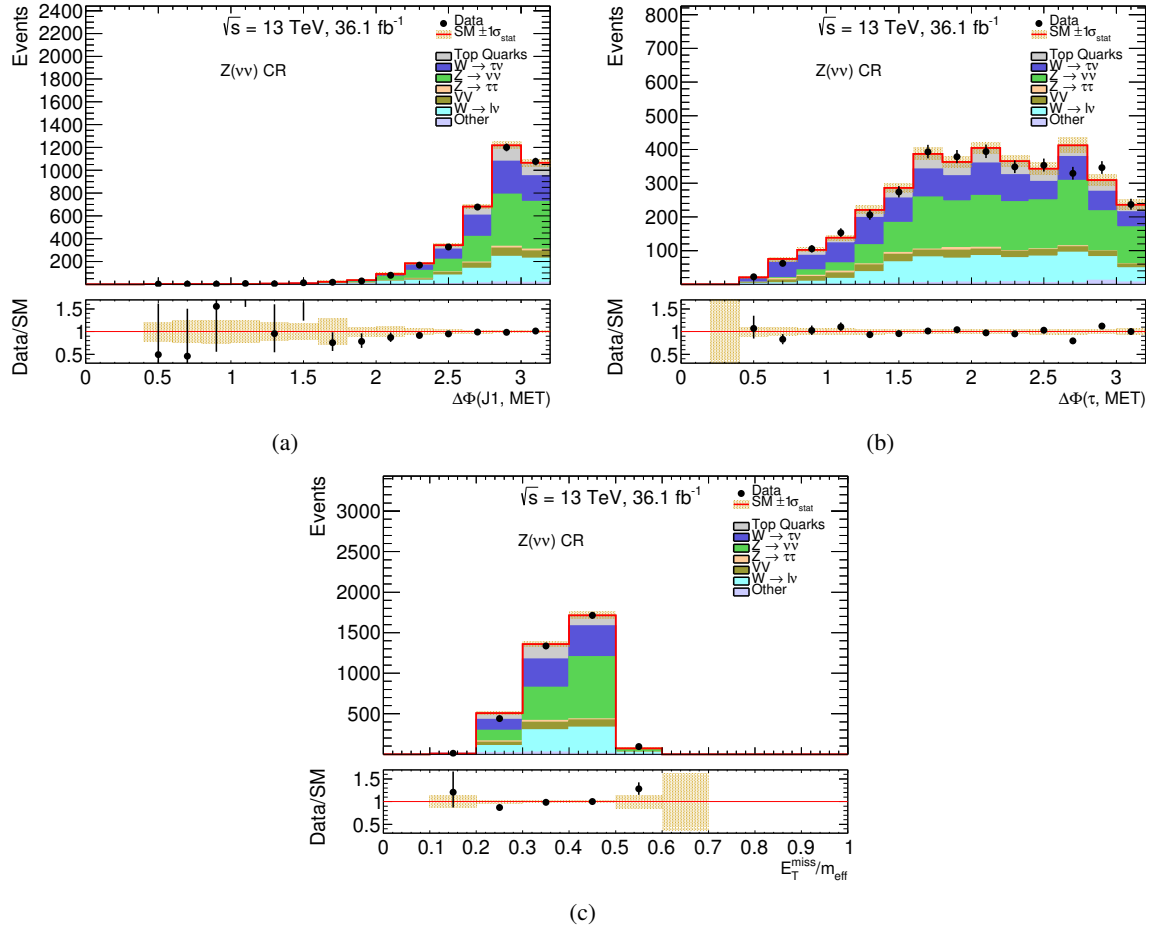 Events
2400
2200
2000
1800
1600
1400
1200
1000
800
600
400
200
√s = 13 TeV, 36.1 fb⁻¹
Z(νν) CR
Data
SM ±1σstat
Top Quarks
W → τν
Z → νν
Z → ττ
VV
W → lν
Other
Data/SM
1.5
1
0.5
0 0.5 1 1.5 2 2.5 3
ΔΦ(J1, MET)
(a)
Events
800
700
600
500
400
300
200
100
√s = 13 TeV, 36.1 fb⁻¹
Z(νν) CR
Data
SM ±1σstat
Top Quarks
W → τν
Z → νν
Z → ττ
VV
W → lν
Other
Data/SM
1.5
1
0.5
0 0.5 1 1.5 2 2.5 3
ΔΦ(τ, MET)
(b)
Events
3000
2500
2000
1500
1000
500
√s = 13 TeV, 36.1 fb⁻¹
Z(νν) CR
Data
SM ±1σstat
Top Quarks
W → τν
Z → νν
Z → ττ
VV
W → lν
Other
Data/SM
1.5
1
0.5
0 0.1 0.2 0.3 0.4 0.5 0.6 0.7 0.8 0.9 1
E_T^miss/m_eff
(c)